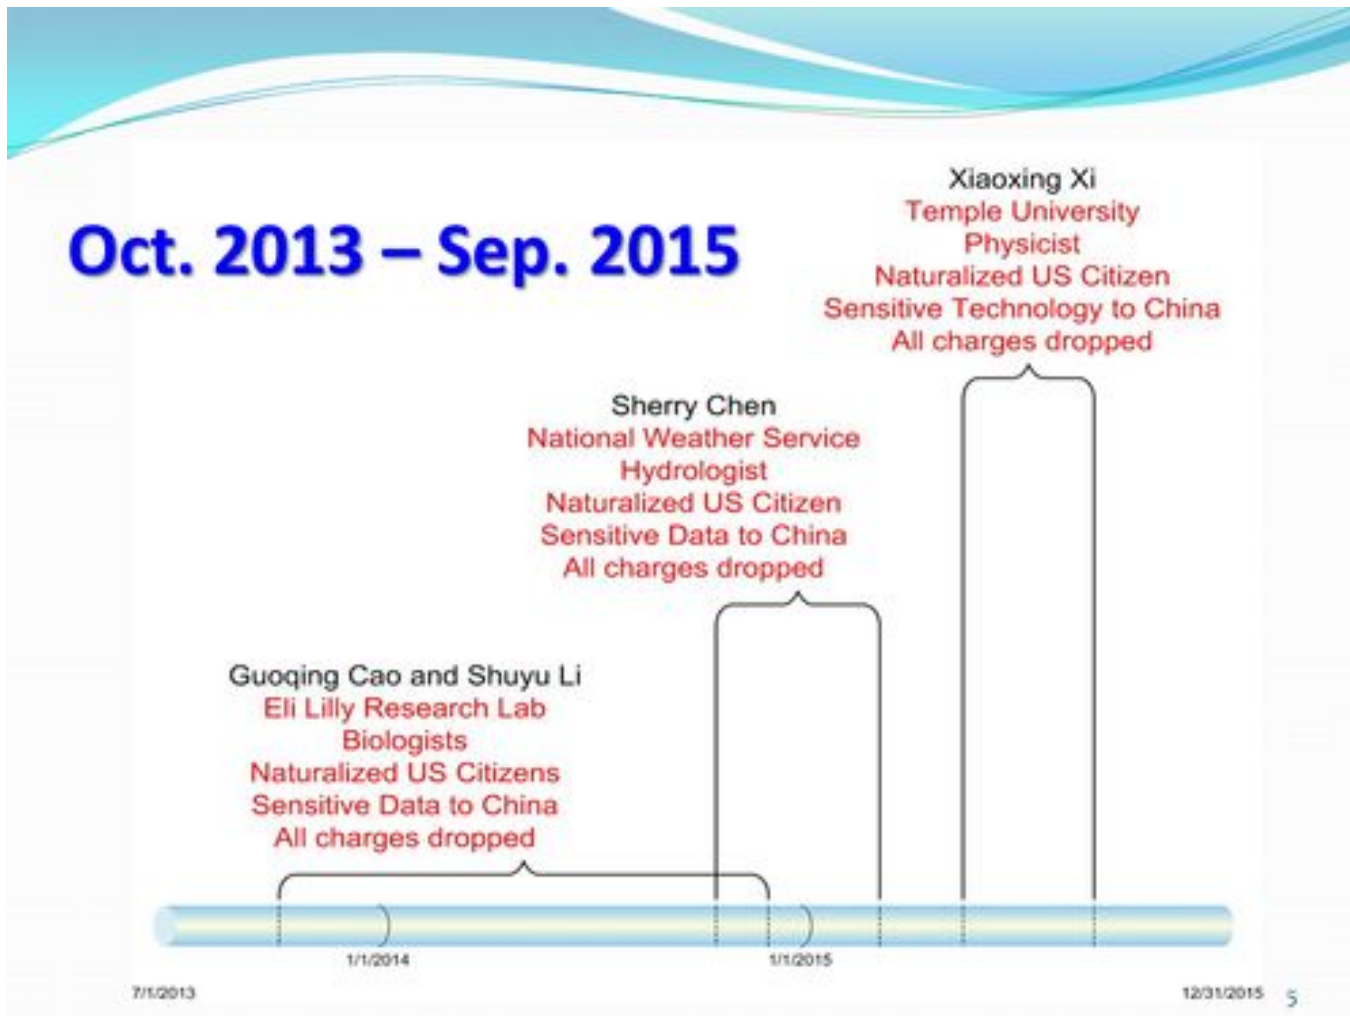 Oct. 2013 – Sep. 2015
Xiaoxing Xi
Temple University
Physicist
Naturalized US Citizen
Sensitive Technology to China
All charges dropped
Sherry Chen
National Weather Service
Hydrologist
Naturalized US Citizen
Sensitive Data to China
All charges dropped
Guoqing Cao and Shuyu Li
Eli Lilly Research Lab
Biologists
Naturalized US Citizens
Sensitive Data to China
All charges dropped
1/1/2014
1/1/2015
7/1/2013
12/31/2015
5